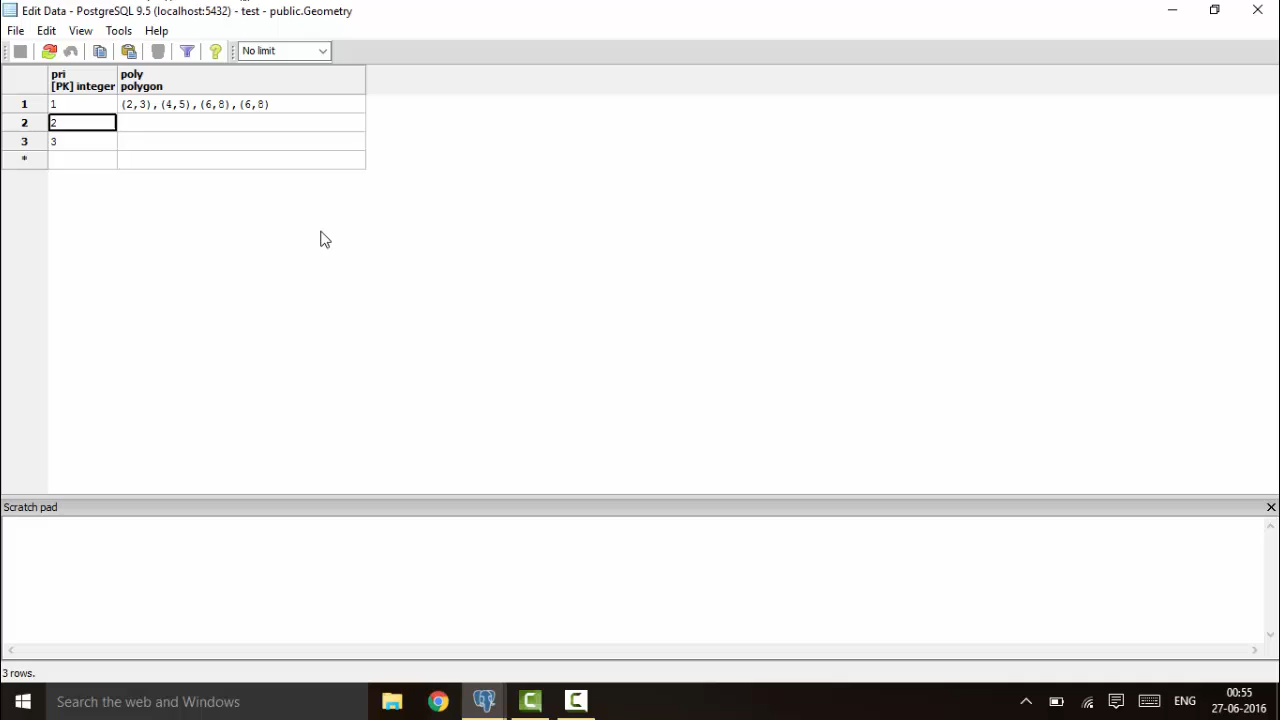 Edit Data - PostgreSQL 9.5 (localhost:5432) - test - public.Geometry
File Edit View Tools Help
No limit
pri poly
[PK] integer polygon
1 1 (2,3),(4,5),(6,8),(6,8)
2 2
3 3
*
Scratch pad
3 rows.
Search the web and Windows
ENG
00:55
27-06-2016